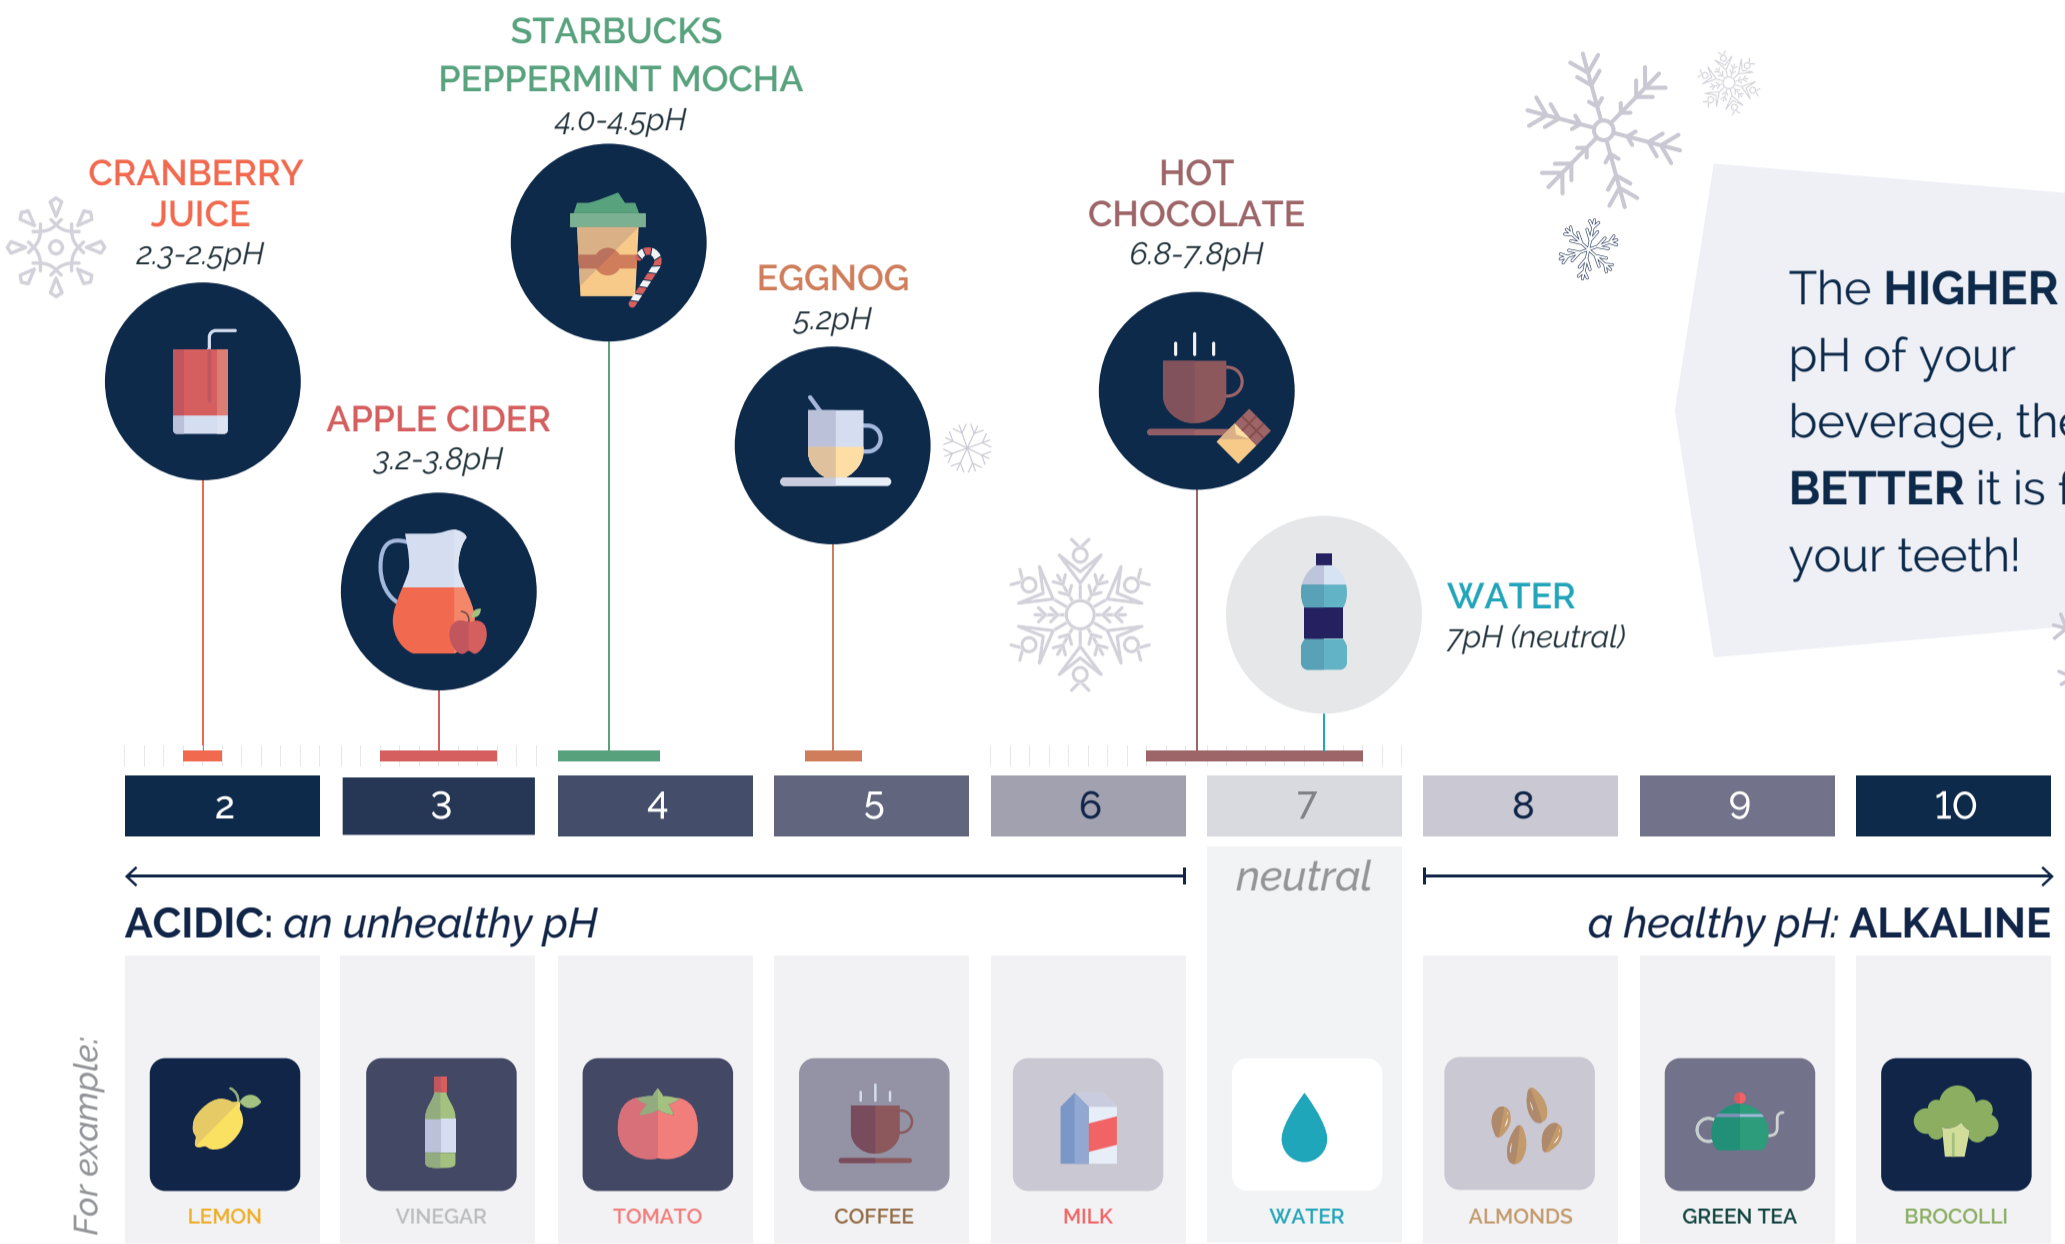 STARBUCKS
PEPPERMINT MOCHA
4.0-4.5pH
CRANBERRY
JUICE
2.3-2.5pH
HOT
CHOCOLATE
6.8-7.8pH
EGGNOG
5.2pH
APPLE CIDER
3.2-3.8pH
WATER
7pH (neutral)
The HIGHER
pH of your
beverage, the
BETTER it is
your teeth!
2 3 4 5 6 7 8 9 10
neutral
ACIDIC: an unhealthy pH
a healthy pH: ALKALINE
For example:
LEMON
VINEGAR
TOMATO
COFFEE
MILK
WATER
ALMONDS
GREEN TEA
BROCOLLI